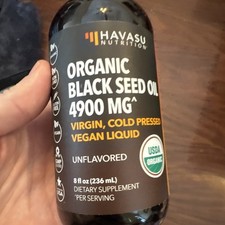 HAVASU
NUTRITION
ORGANIC
BLACK SEED OIL
4900 MG^
VIRGIN, COLD PRESSED
VEGAN LIQUID
UNFLAVORED
USDA
ORGANIC
8 fl oz (236 mL)
DIETARY SUPPLEMENT
^PER SERVING